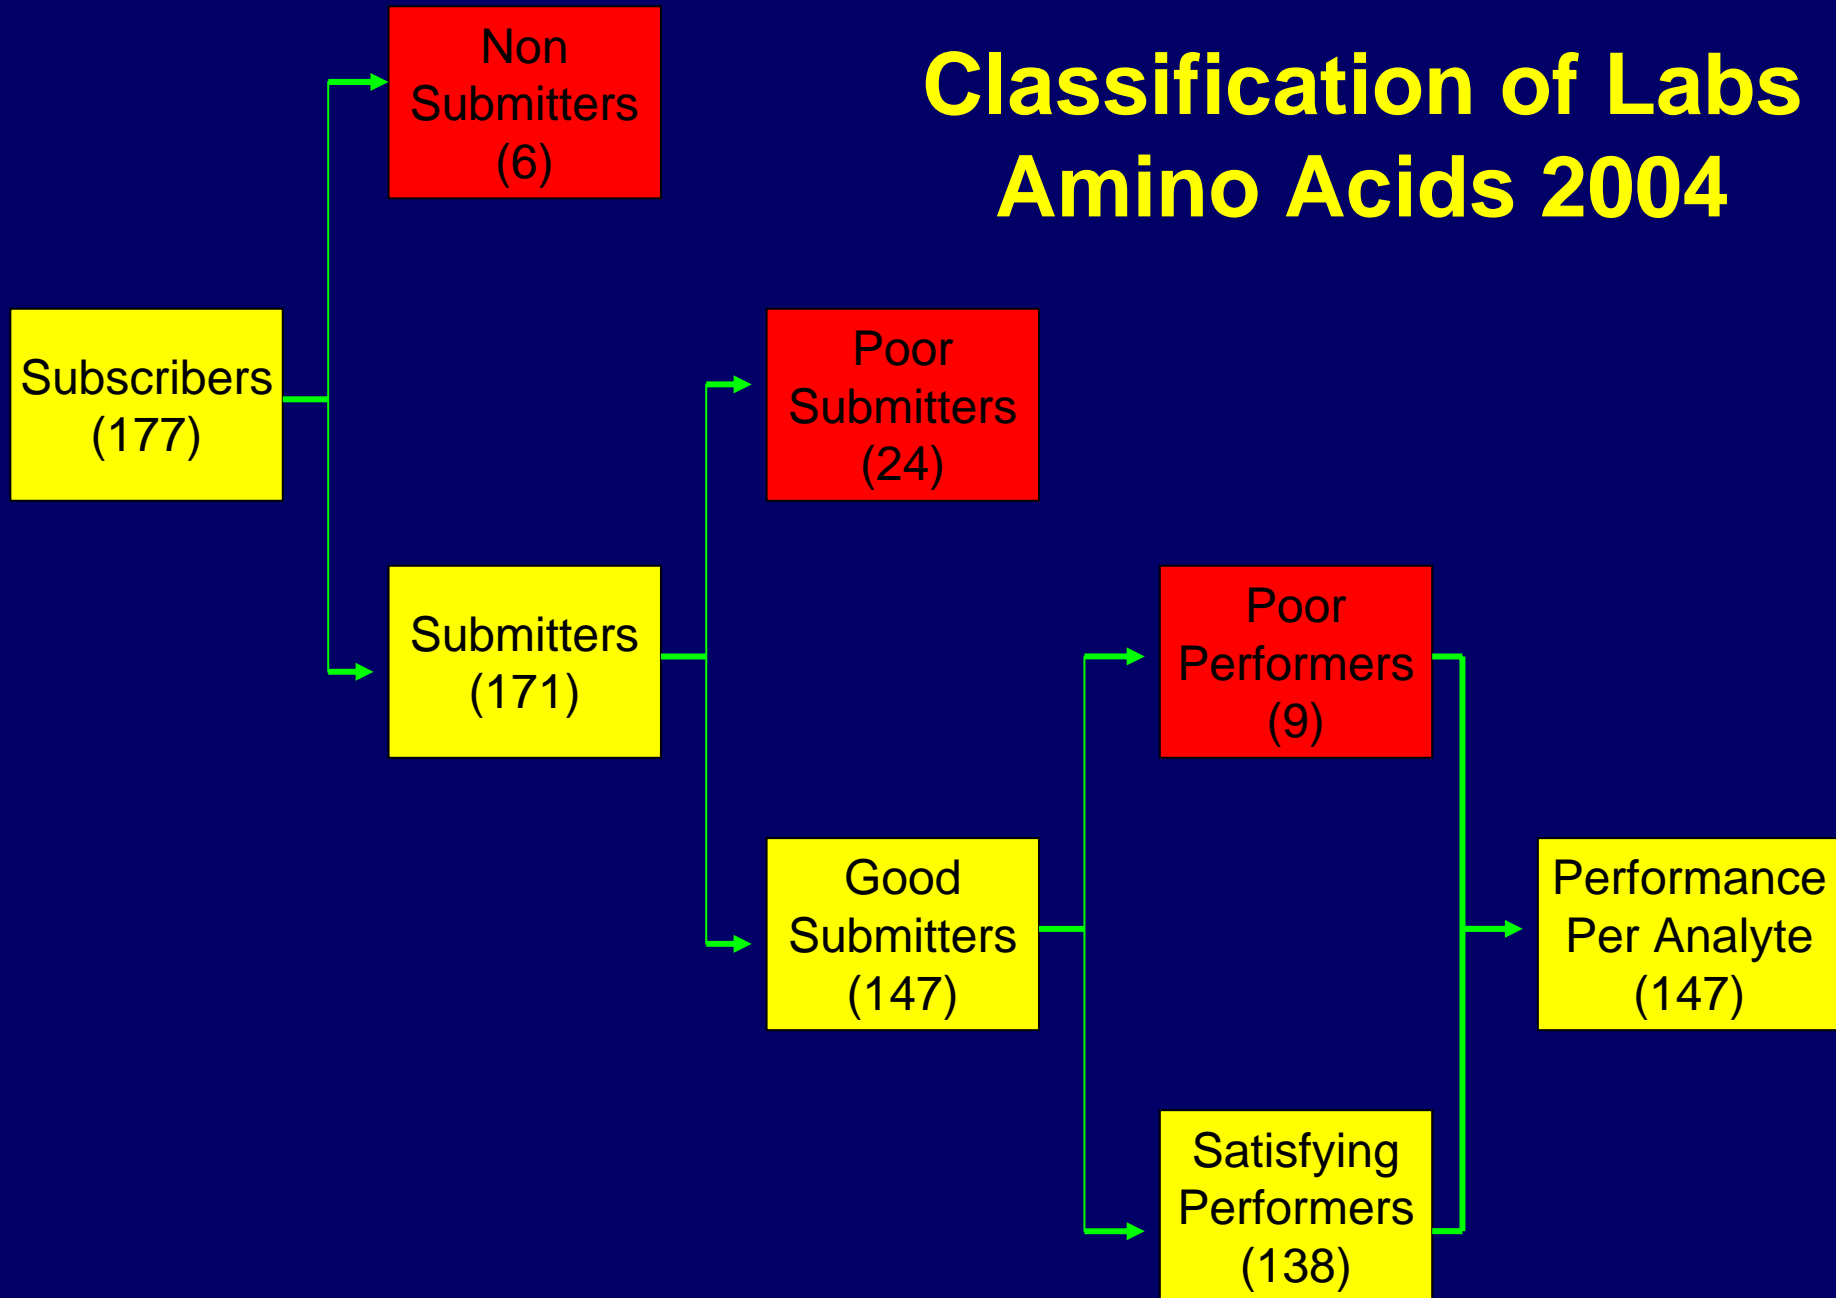 Classification of Labs
Amino Acids 2004
Non
Submitters
(6)
Subscribers
(177)
Poor
Submitters
(24)
Submitters
(171)
Poor
Performers
(9)
Good
Submitters
(147)
Performance
Per Analyte
(147)
Satisfying
Performers
(138)